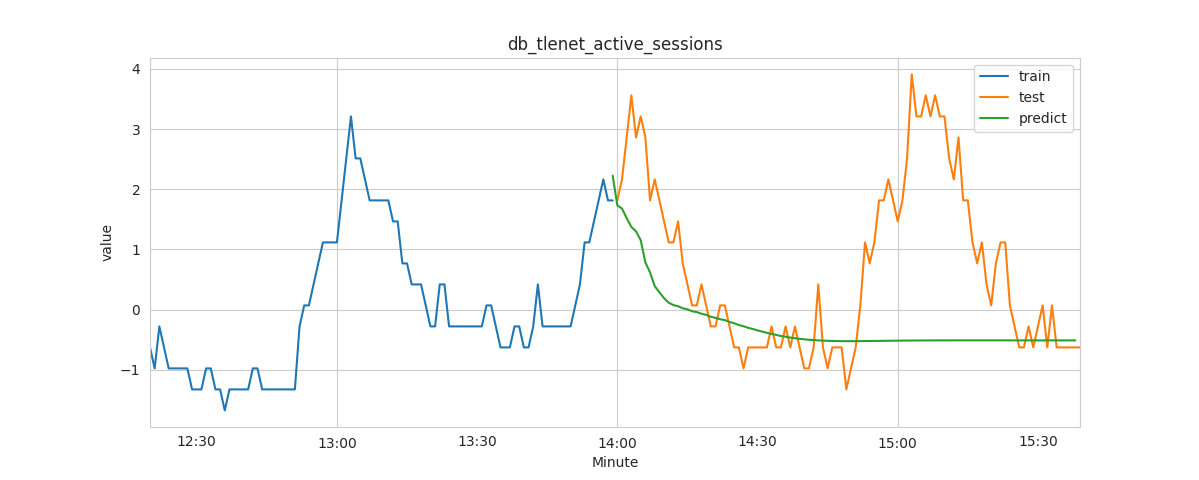 db_tlenet_active_sessions
4
3
2
1
0
−1
value
train
test
predict
12:30
13:00
13:30
14:00
14:30
15:00
15:30
Minute